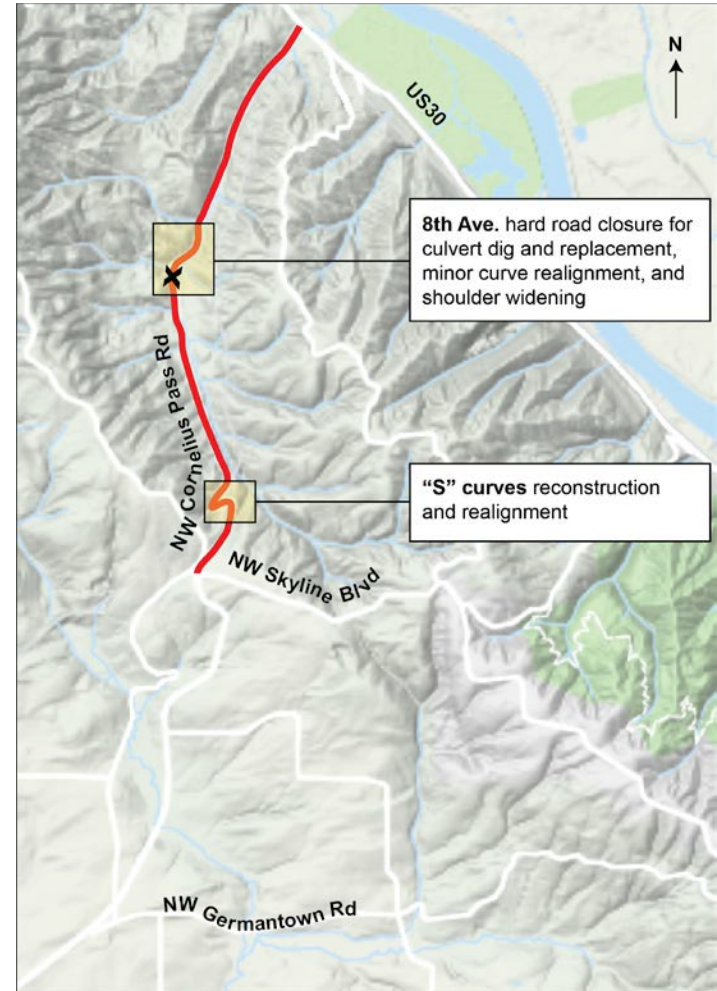 N
US30
8th Ave. hard road closure for
culvert dig and replacement,
minor curve realignment, and
shoulder widening
NW Cornelius Pass Rd
"S" curves reconstruction
and realignment
NW Skyline Blvd
NW Germantown Rd